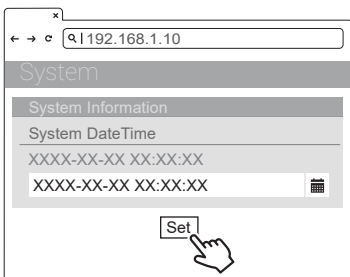 192.168.1.10
System
System Information
System DateTime
XXXX-XX-XX XX:XX:XX
XXXX-XX-XX XX:XX:XX
Set